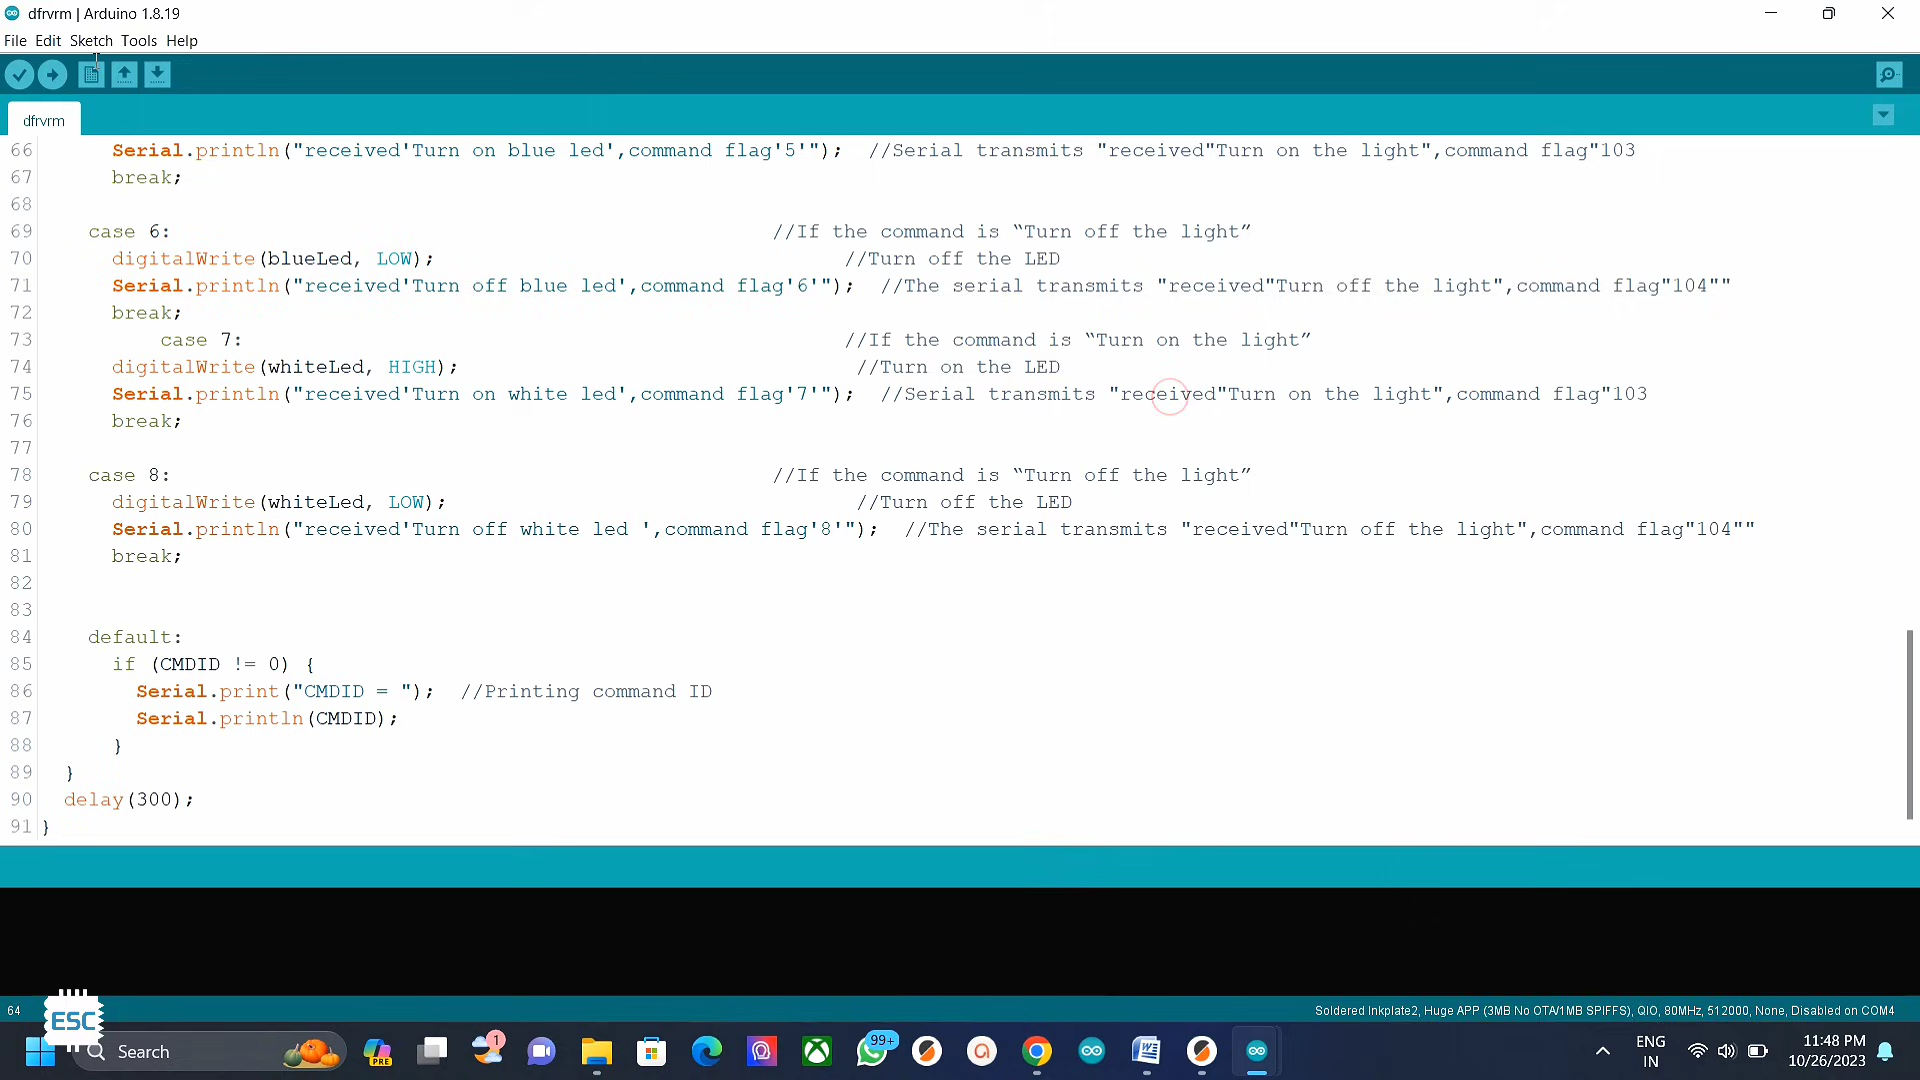 dfrvrm | Arduino 1.8.19
File Edit Sketch Tools Help
dfrvrm
66 Serial.println("received'Turn on blue led',command flag'5'"); //Serial transmits "received"Turn on the light",command flag"103
67 break;
68
69 case 6: //If the command is “Turn off the light”
70 digitalWrite(blueLed, LOW); //Turn off the LED
71 Serial.println("received'Turn off blue led',command flag'6'"); //The serial transmits "received"Turn off the light",command flag"104""
72 break;
73 case 7: //If the command is “Turn on the light”
74 digitalWrite(whiteLed, HIGH); //Turn on the LED
75 Serial.println("received'Turn on white led',command flag'7'"); //Serial transmits "received"Turn on the light",command flag"103
76 break;
77
78 case 8: //If the command is “Turn off the light”
79 digitalWrite(whiteLed, LOW); //Turn off the LED
80 Serial.println("received'Turn off white led ',command flag'8'"); //The serial transmits "received"Turn off the light",command flag"104""
81 break;
82
83
84 default:
85 if (CMDID != 0) {
86 Serial.print("CMDID = "); //Printing command ID
87 Serial.println(CMDID);
88 }
89 }
90 delay(300);
91 }
64 Soldered Inkplate2, Huge APP (3MB No OTA/1MB SPIFFS), QIO, 80MHz, 512000, None, Disabled on COM4
ESC
Search PRE 1 99+ ENG IN 11:48 PM 10/26/2023